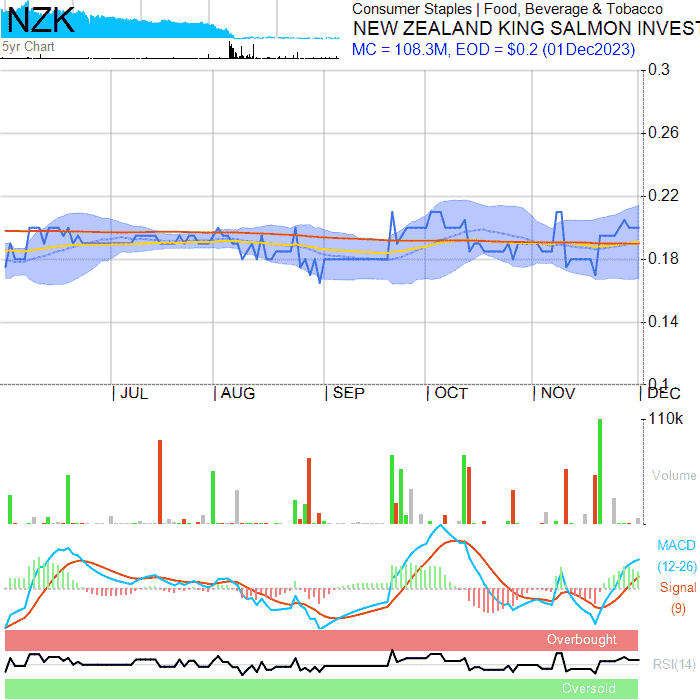 NZK
5yr Chart
Consumer Staples | Food, Beverage & Tobacco
NEW ZEALAND KING SALMON INVEST
MC = 108.3M, EOD = $0.2 (01Dec2023)
0.3
0.26
0.22
0.18
0.14
0.1
JUL AUG SEP OCT NOV DEC
110k
Volume
MACD
(12-26)
Signal
(9)
Overbought
RSI(14)
Oversold